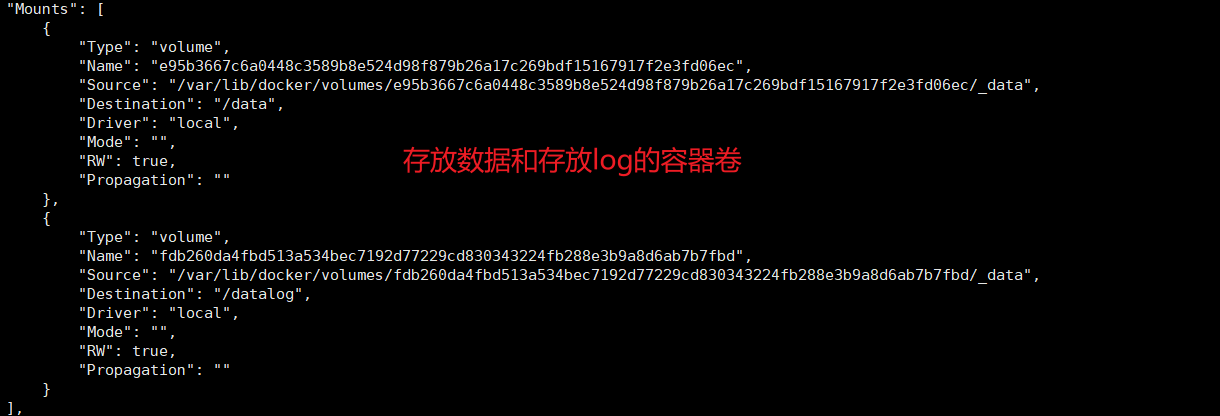 "Mounts": [
{
"Type": "volume",
"Name": "e95b3667c6a0448c3589b8e524d98f879b26a17c269bdf15167917f2e3fd06ec",
"Source": "/var/lib/docker/volumes/e95b3667c6a0448c3589b8e524d98f879b26a17c269bdf15167917f2e3fd06ec/_data",
"Destination": "/data",
"Driver": "local",
"Mode": "",
存放数据和存放log的容器卷
"RW": true,
"Propagation": ""
},
{
"Type": "volume",
"Name": "fdb260da4fbd513a534bec7192d77229cd830343224fb288e3b9a8d6ab7b7fbd",
"Source": "/var/lib/docker/volumes/fdb260da4fbd513a534bec7192d77229cd830343224fb288e3b9a8d6ab7b7fbd/_data",
"Destination": "/datalog",
"Driver": "local",
"Mode": "",
"RW": true,
"Propagation": ""
}
],